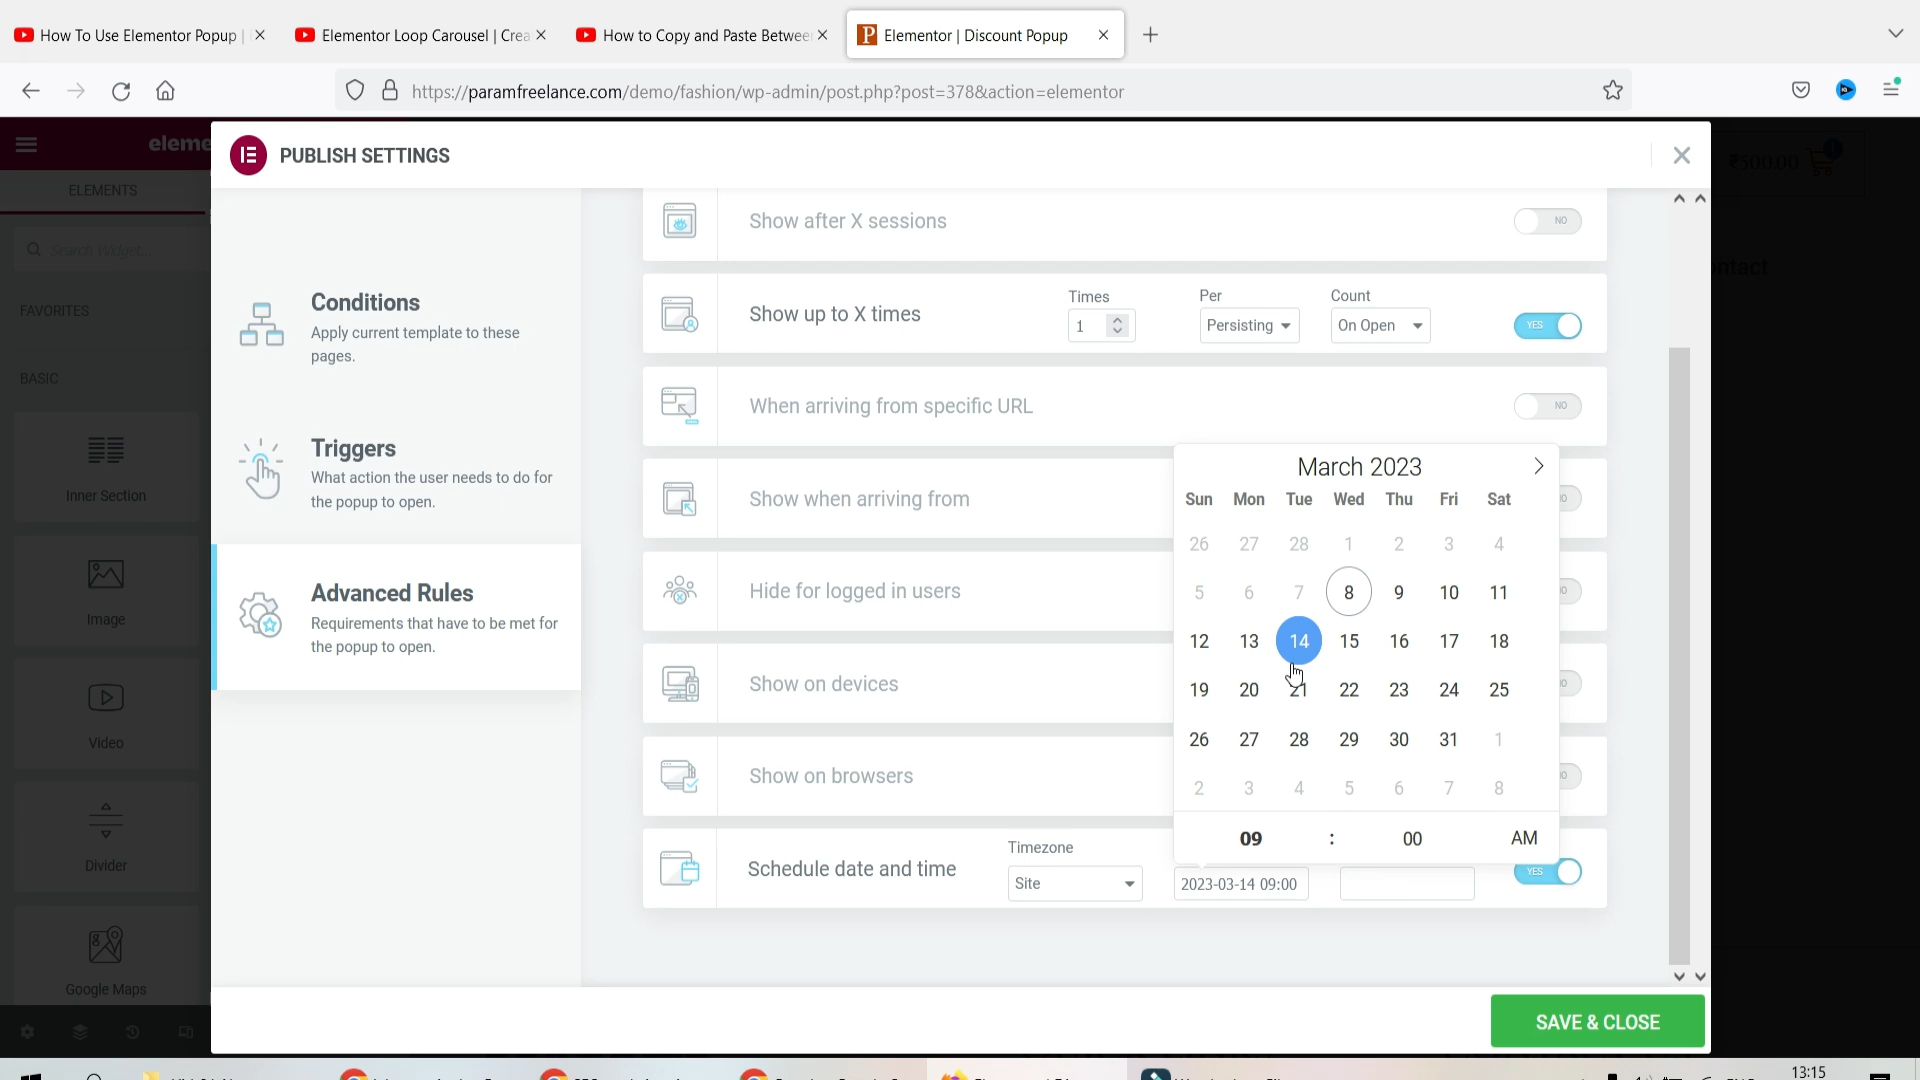 How To Use Elementor Popup |
Elementor Loop Carousel | Crea
How to Copy and Paste Betwee
Elementor | Discount Popup
https://paramfreelance.com/demo/fashion/wp-admin/post.php?post=378&action=elementor
eleme
PUBLISH SETTINGS
₹500.00
1
ELEMENTS
Search Widget...
FAVORITES
BASIC
Inner Section
Image
Video
Divider
Google Maps
ntact
Conditions
Apply current template to these
pages.
Triggers
What action the user needs to do for
the popup to open.
Advanced Rules
Requirements that have to be met for
the popup to open.
Show after X sessions
NO
Show up to X times
Times
1
Per
Persisting
Count
On Open
YES
When arriving from specific URL
NO
Show when arriving from
Hide for logged in users
Show on devices
Show on browsers
March 2023
Sun Mon Tue Wed Thu Fri Sat
26 27 28 1 2 3 4
5 6 7 8 9 10 11
12 13 14 15 16 17 18
19 20 21 22 23 24 25
26 27 28 29 30 31 1
2 3 4 5 6 7 8
09 : 00 AM
Schedule date and time
Timezone
Site
2023-03-14 09:00
YES
SAVE & CLOSE
13:15